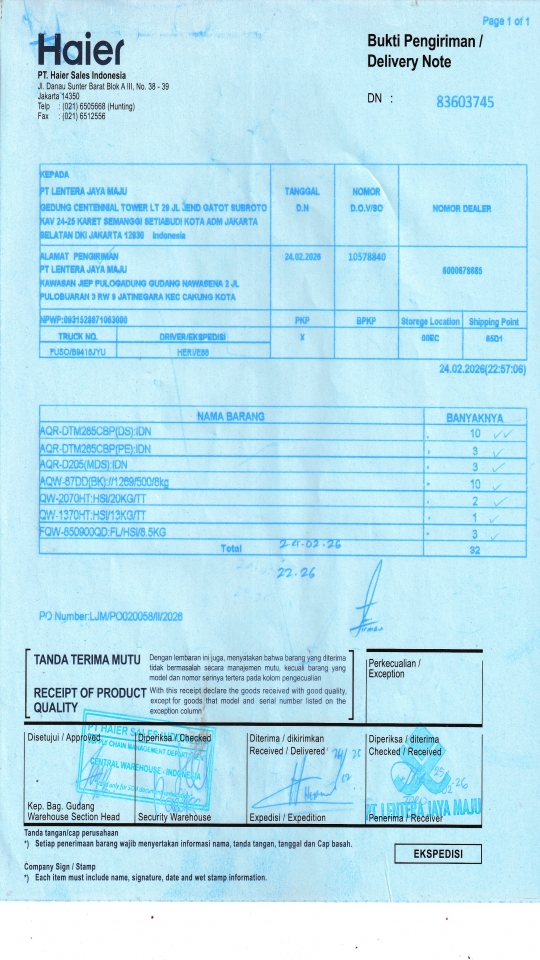 Page 1 of 1
Haier
Bukti Pengiriman /
Delivery Note
PT. Haier Sales Indonesia
Jl. Danau Sunter Barat Blok A III, No. 38 - 39
Jakarta 14350
Telp : (021) 6505668 (Hunting)
Fax : (021) 6512556
DN : 83603745
KEPADA
PT LENTERA JAYA MAJU
GEDUNG CENTENNIAL TOWER LT 29 JL JEND GATOT SUBROTO
KAV 24-25 KARET SEMANGGI SETIABUDI KOTA ADM JAKARTA
SELATAN DKI JAKARTA 12930 Indonesia
TANGGAL
D.N
NOMOR
D.O.V/SO
NOMOR DEALER
ALAMAT PENGIRIMAN
PT LENTERA JAYA MAJU
KAWASAN JIEP PULOGADUNG GUDANG NAWASENA 2 JL
PULOBUARAN 3 RW 9 JATINEGARA KEC CAKUNG KOTA
24.02.2026
10578840
NPWP:0931528871063000
PKP
BPKP
Storege Location
Shipping Point
TRUCK NO.
DRIVER/EKSPEDISI
X
24.02.2026(22:57:06)
NAMA BARANG BANYAKNYA
AQR-DTM285CBP(DS):IDN 10
AQR-DTM265CBP(PE):IDN 3
AQR-D205(MDS):IDN 3
AQW-87DD(BK)://1269/500/8kg 10
QW-2070HT:HSI/20KG/TT 2
QW-1370HT:HSI/13KG/TT 1
FQW-850900QD:FL/HSI/8.5KG 3
Total 32
24.02.26
22.26
PO Number:LJM/PO020058/II/2026
TANDA TERIMA MUTU
Dengan lembaran ini juga, menyatakan bahwa barang yang diterima
tidak bermasalah secara manajemen mutu, kecuali barang yang
model dan nomor serinya tertera pada kolom pengecualian
RECEIPT OF PRODUCT
QUALITY
With this receipt declare the goods received with good quality,
except for goods that model and serial number listed on the
exception column
Perkecualian /
Exception
Disetujui / Approved
Diperiksa / Checked
Diterima / dikirimkan
Received / Delivered
Diperiksa / diterima
Checked / Received
PT HAIER SALES
SUPPLY CHAIN MANAGEMENT DEPARTMENT
CENTRAL WAREHOUSE - INDONESIA
PT LENTERA JAYA MAJU
Kep. Bag. Gudang
Warehouse Section Head
Security Warehouse
Expedisi / Expedition
Penerima / Receiver
Tanda tangan/cap perusahaan
*) Setiap penerimaan barang wajib menyertakan informasi nama, tanda tangan, tanggal dan Cap basah.
EKSPEDISI
Company Sign / Stamp
*) Each item must include name, signature, date and wet stamp information.